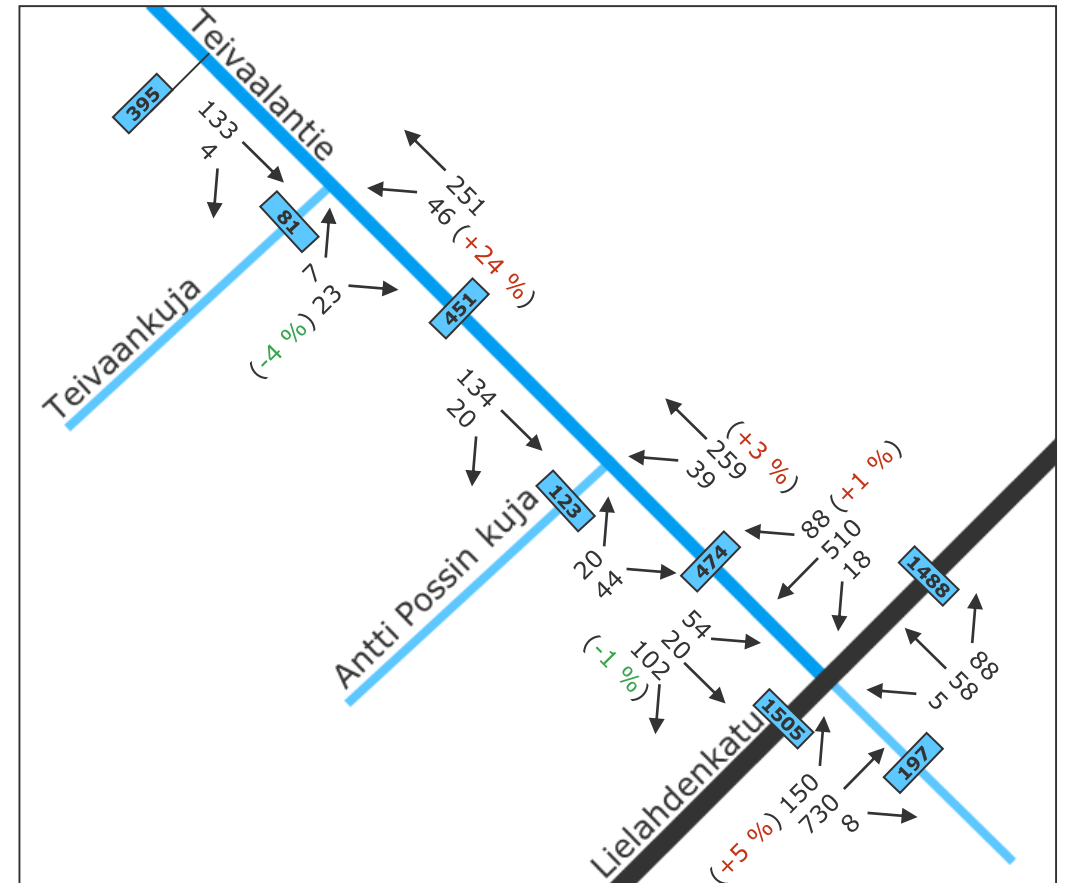 Teivaalantie
395
133
4
251
46 (+24 %)
81
7
(-4 %) 23
451
Teivaankuja
134
20
259 (+3 %)
39
123
Antti Possin kuja
20
44
474
88 (+1 %)
510
18
1488
54
20
102 (-1 %)
88
58
5
1505
197
Lielahdenkatu
(+5 %) 150
730
8